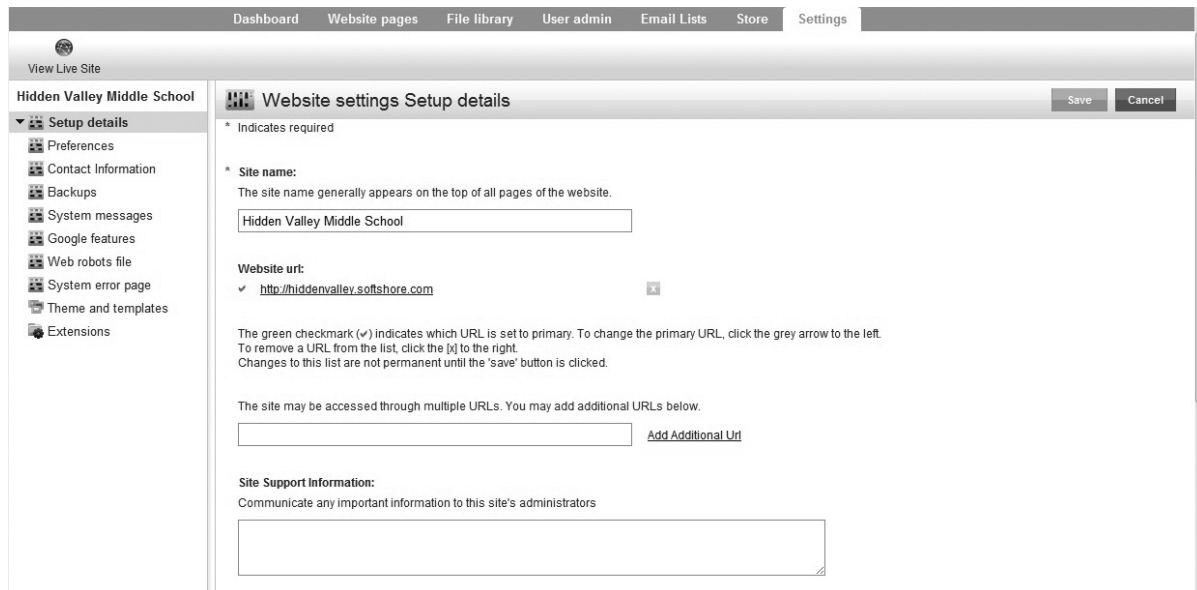 Dashboard Website pages File library User admin Email Lists Store Settings
View Live Site
Hidden Valley Middle School
Setup details
Preferences
Contact Information
Backups
System messages
Google features
Web robots file
System error page
Theme and templates
Extensions
Website settings Setup details
Save Cancel
* Indicates required
* Site name:
The site name generally appears on the top of all pages of the website.
Hidden Valley Middle School
Website url:
✔ http://hiddenvalley.softshore.com x
The green checkmark (✔) indicates which URL is set to primary. To change the primary URL, click the grey arrow to the left.
To remove a URL from the list, click the [x] to the right.
Changes to this list are not permanent until the 'save' button is clicked.
The site may be accessed through multiple URLs. You may add additional URLs below.
Add Additional Url
Site Support Information:
Communicate any important information to this site's administrators